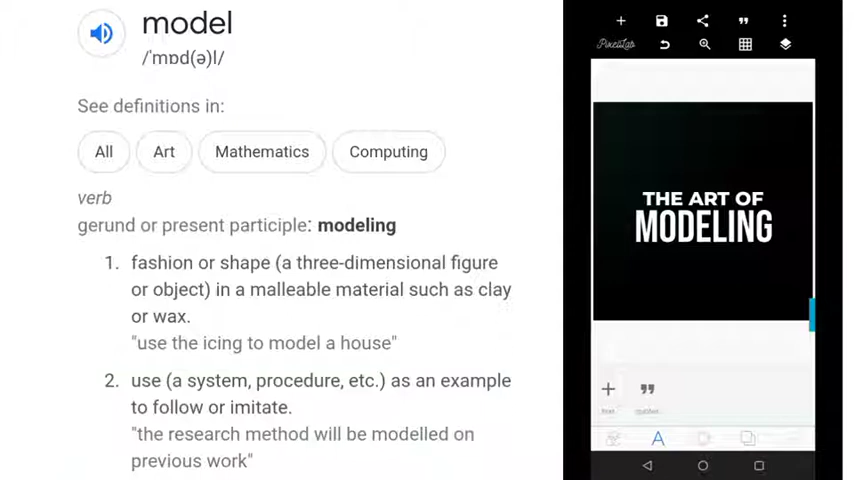 model
/ˈmɒd(ə)l/
See definitions in:
All
Art
Mathematics
Computing
verb
gerund or present participle: modeling
1. fashion or shape (a three-dimensional figure
or object) in a malleable material such as clay
or wax.
"use the icing to model a house"
2. use (a system, procedure, etc.) as an example
to follow or imitate.
"the research method will be modelled on
previous work"
PixelLab
THE ART OF
MODELING